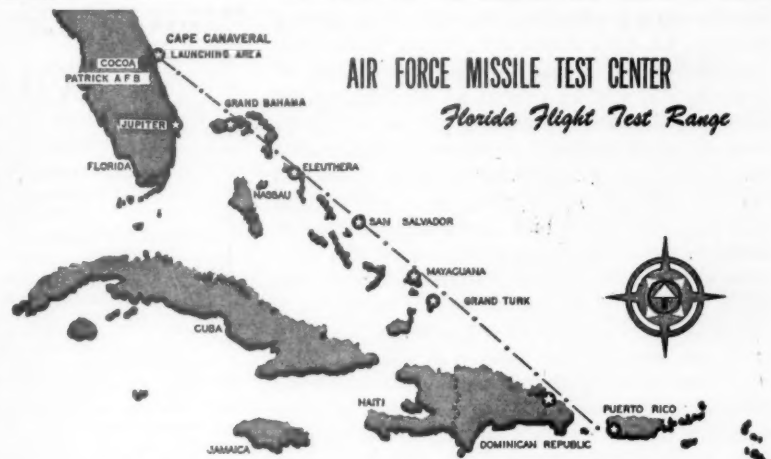 CAPE CANAVERAL
LAUNCHING AREA
COCOA
PATRICK A F B
AIR FORCE MISSILE TEST CENTER
Florida Flight Test Range
GRAND BAHAMA
JUPITER
FLORIDA
ELEUTHERA
NASSAU
SAN SALVADOR
MAYAGUANA
GRAND TURK
CUBA
HAITI
PUERTO RICO
JAMAICA
DOMINICAN REPUBLIC